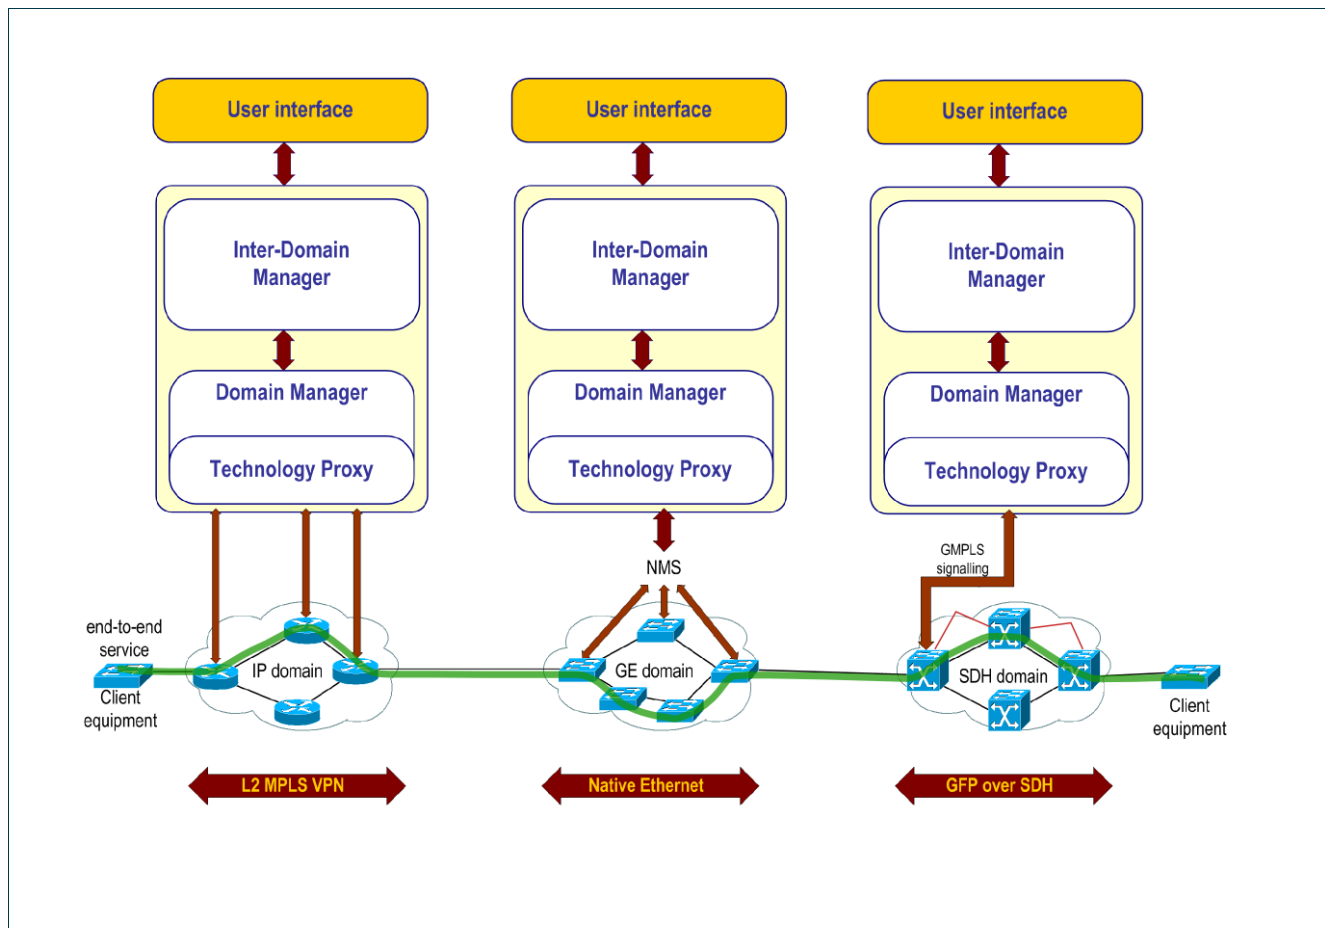 User interface
User interface
User interface
Inter-Domain
Manager
Inter-Domain
Manager
Inter-Domain
Manager
Domain Manager
Domain Manager
Domain Manager
Technology Proxy
Technology Proxy
Technology Proxy
GMPLS
signalling
NMS
end-to-end
service
IP domain
GE domain
SDH domain
Client
equipment
Client
equipment
L2 MPLS VPN
Native Ethernet
GFP over SDH